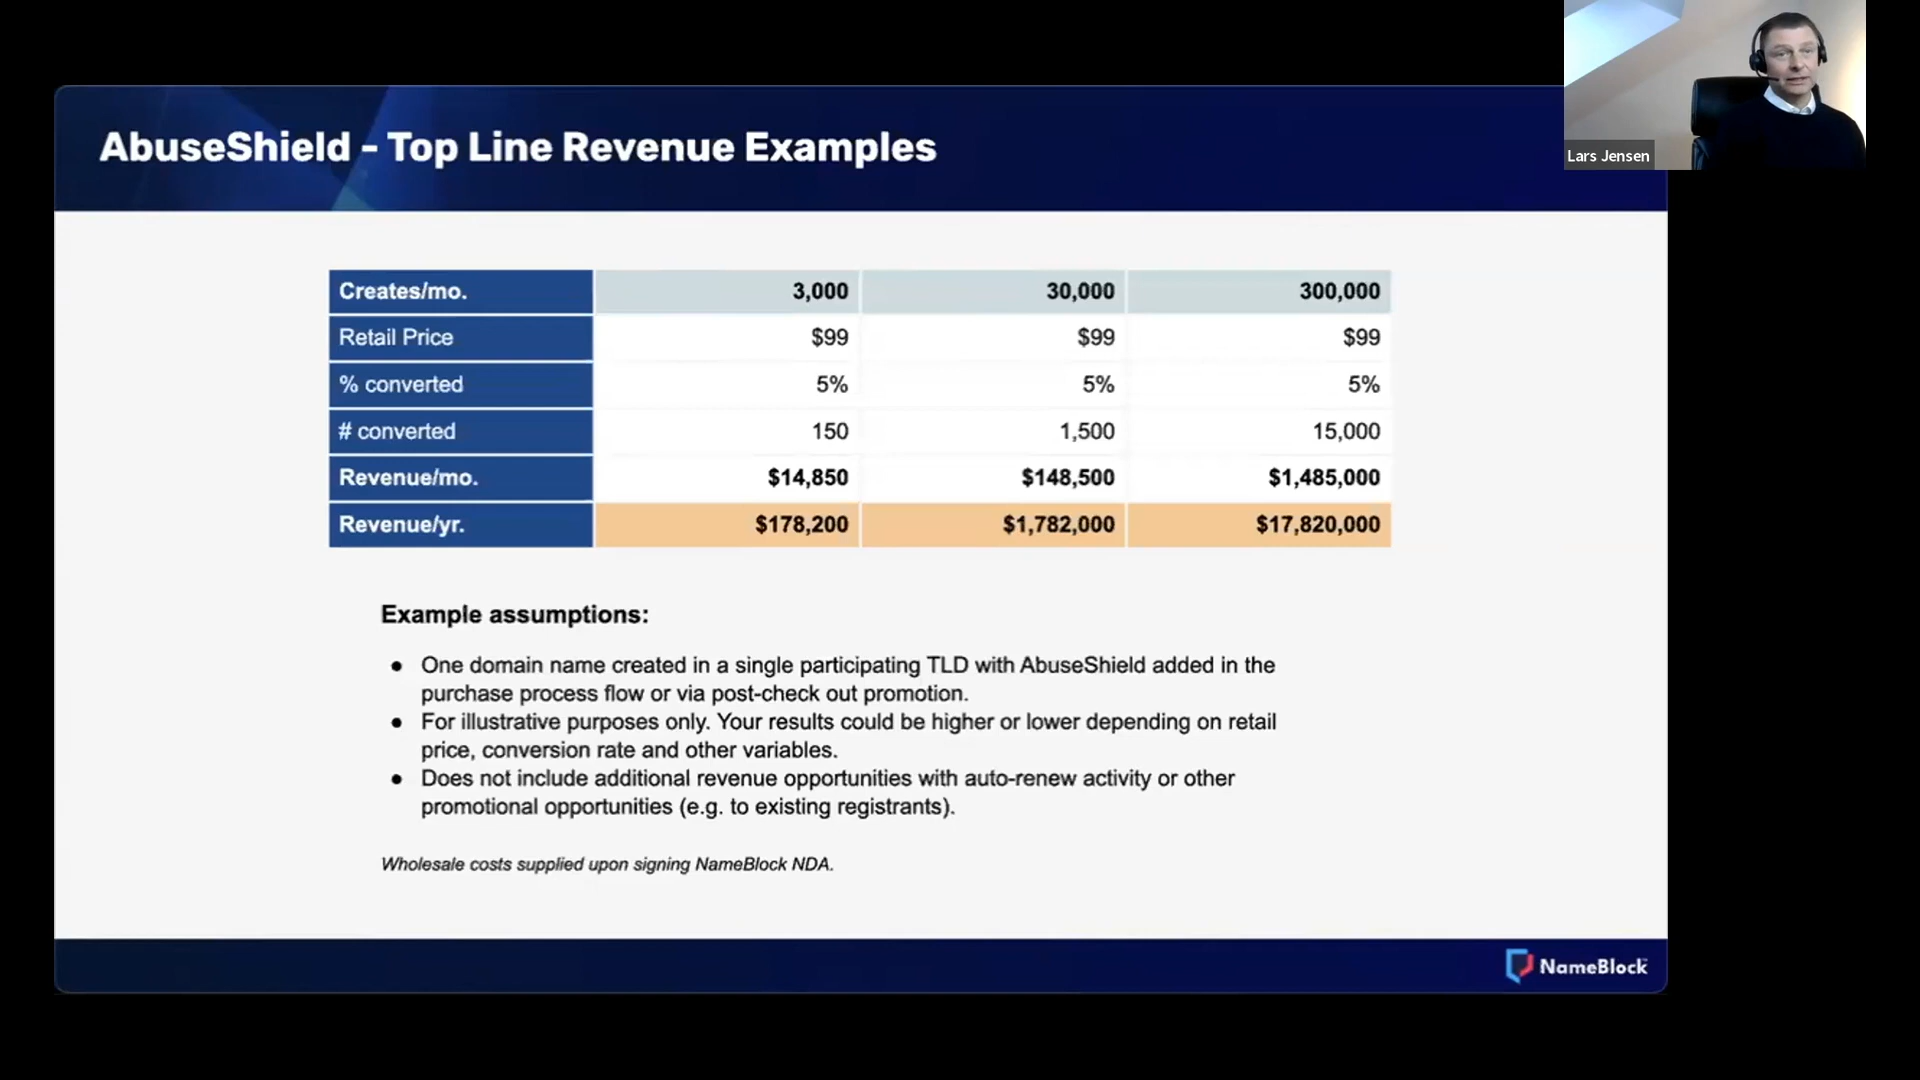 Lars Jensen
AbuseShield - Top Line Revenue Examples
Creates/mo. 3,000 30,000 300,000
Retail Price $99 $99 $99
% converted 5% 5% 5%
# converted 150 1,500 15,000
Revenue/mo. $14,850 $148,500 $1,485,000
Revenue/yr. $178,200 $1,782,000 $17,820,000
Example assumptions:
● One domain name created in a single participating TLD with AbuseShield added in the
purchase process flow or via post-check out promotion.
● For illustrative purposes only. Your results could be higher or lower depending on retail
price, conversion rate and other variables.
● Does not include additional revenue opportunities with auto-renew activity or other
promotional opportunities (e.g. to existing registrants).
Wholesale costs supplied upon signing NameBlock NDA.
NameBlock™